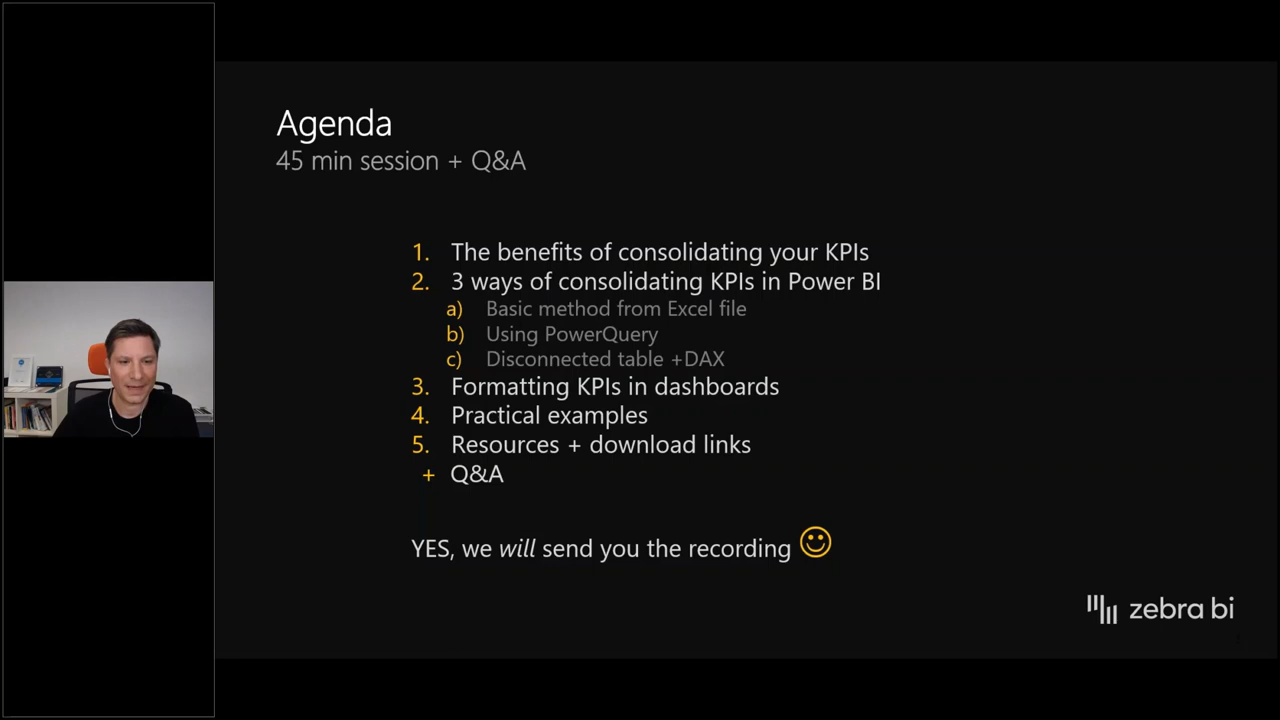 Agenda
45 min session + Q&A
1. The benefits of consolidating your KPIs
2. 3 ways of consolidating KPIs in Power BI
a) Basic method from Excel file
b) Using PowerQuery
c) Disconnected table +DAX
3. Formatting KPIs in dashboards
4. Practical examples
5. Resources + download links
+ Q&A
YES, we will send you the recording
zebra bi